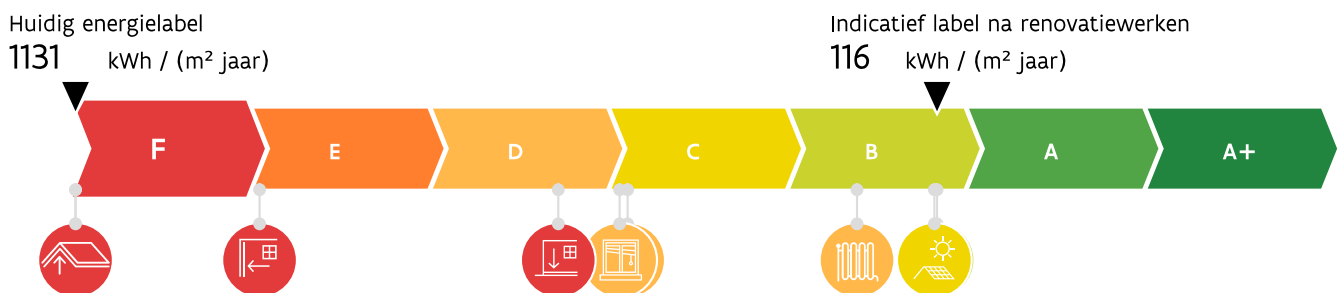 Huidig energielabel
1131 kWh / (m² jaar)
Indicatief label na renovatiewerken
116 kWh / (m² jaar)
F E D C B A A+